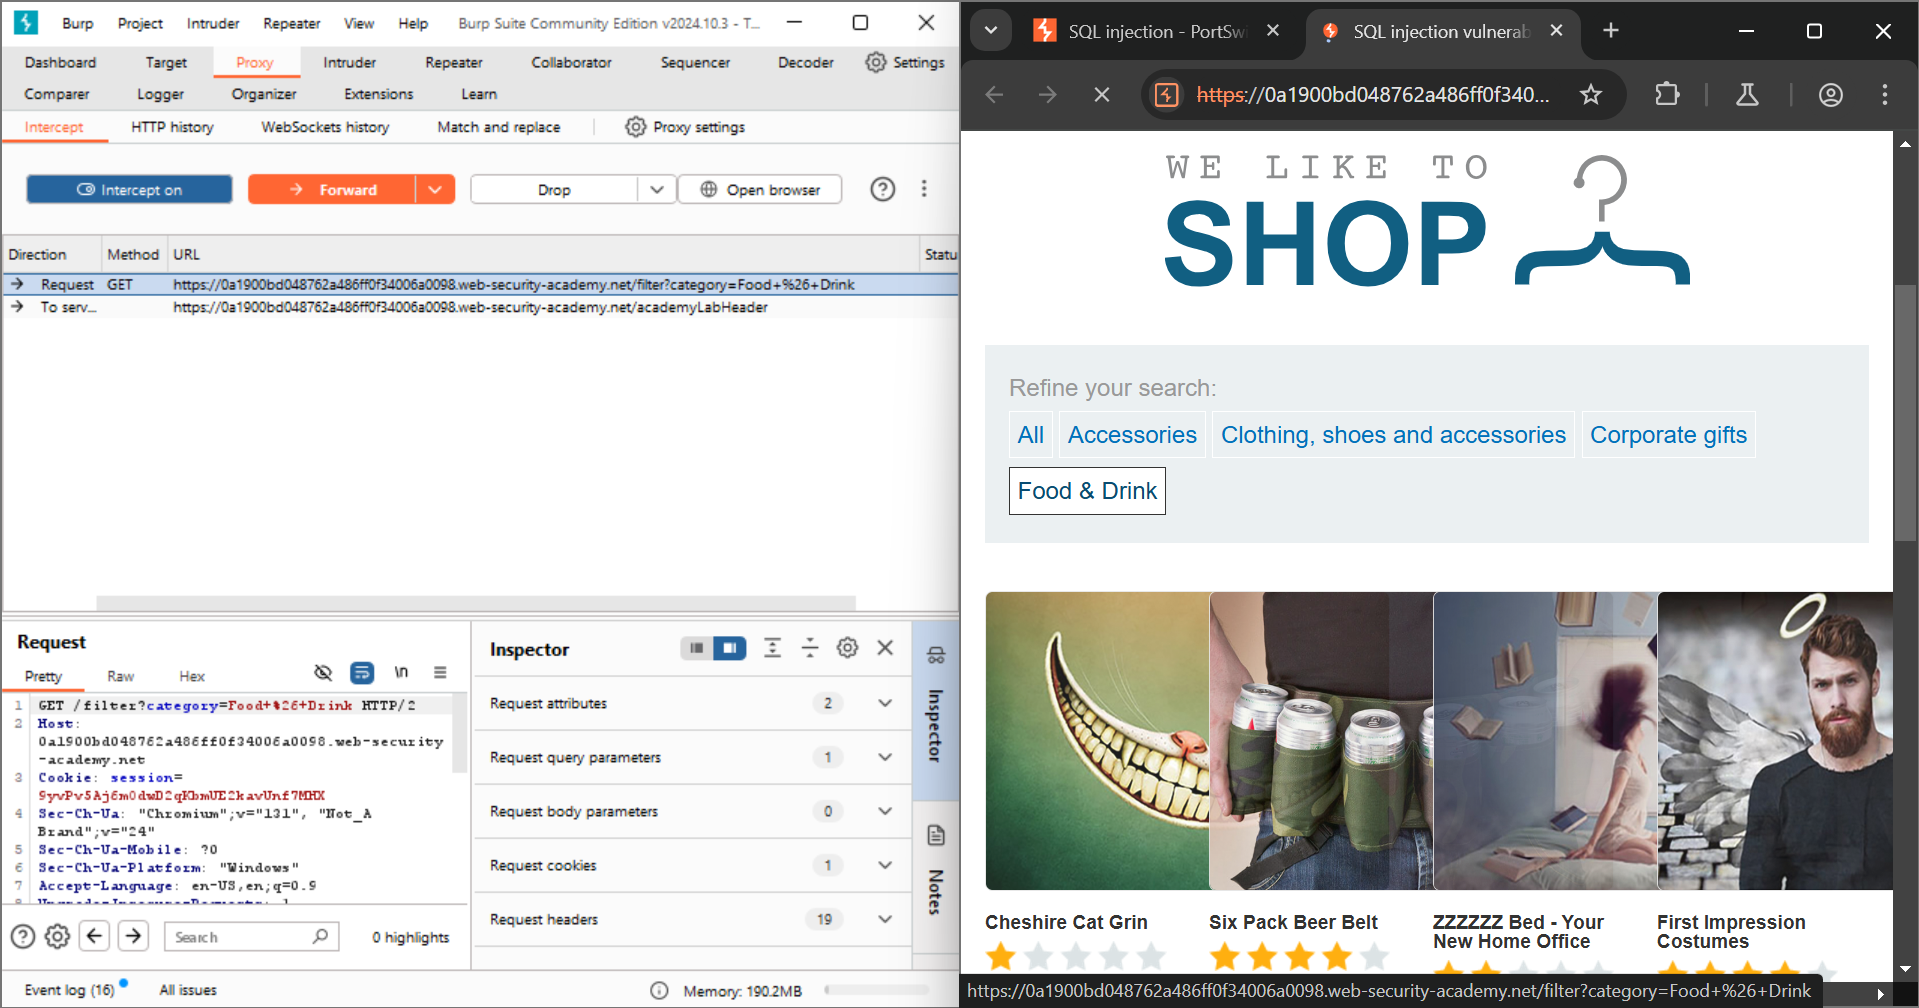 Burp Project Intruder Repeater View Help Burp Suite Community Edition v2024.10.3 - T...
Dashboard Target Proxy Intruder Repeater Collaborator Sequencer Decoder Settings
Comparer Logger Organizer Extensions Learn
Intercept HTTP history WebSockets history Match and replace Proxy settings
Intercept on Forward Drop Open browser
Direction Method URL Statu
Request GET https://0a1900bd048762a486ff0f34006a0098.web-security-academy.net/filter?category=Food+%26+Drink
To serv... https://0a1900bd048762a486ff0f34006a0098.web-security-academy.net/academyLabHeader
Request
Pretty Raw Hex \n
1 GET /filter?category=Food+%26+Drink HTTP/2
2 Host:
0a1900bd048762a486ff0f34006a0098.web-security
-academy.net
3 Cookie: session=
9yvPv5Aj6m0dwD2qKbmUE2kavUnf7MHX
4 Sec-Ch-Ua: "Chromium";v="131", "Not_A
Brand";v="24"
5 Sec-Ch-Ua-Mobile: ?0
6 Sec-Ch-Ua-Platform: "Windows"
7 Accept-Language: en-US,en;q=0.9
Search 0 highlights
Inspector
Request attributes 2
Request query parameters 1
Request body parameters 0
Request cookies 1
Request headers 19
Inspector
Notes
Event log (16) All issues Memory: 190.2MB
SQL injection - PortSwi SQL injection vulnerab
https://0a1900bd048762a486ff0f340...
WE LIKE TO
SHOP
Refine your search:
All Accessories Clothing, shoes and accessories Corporate gifts
Food & Drink
Cheshire Cat Grin
Six Pack Beer Belt
ZZZZZZ Bed - Your
New Home Office
First Impression
Costumes
https://0a1900bd048762a486ff0f34006a0098.web-security-academy.net/filter?category=Food+%26+Drink